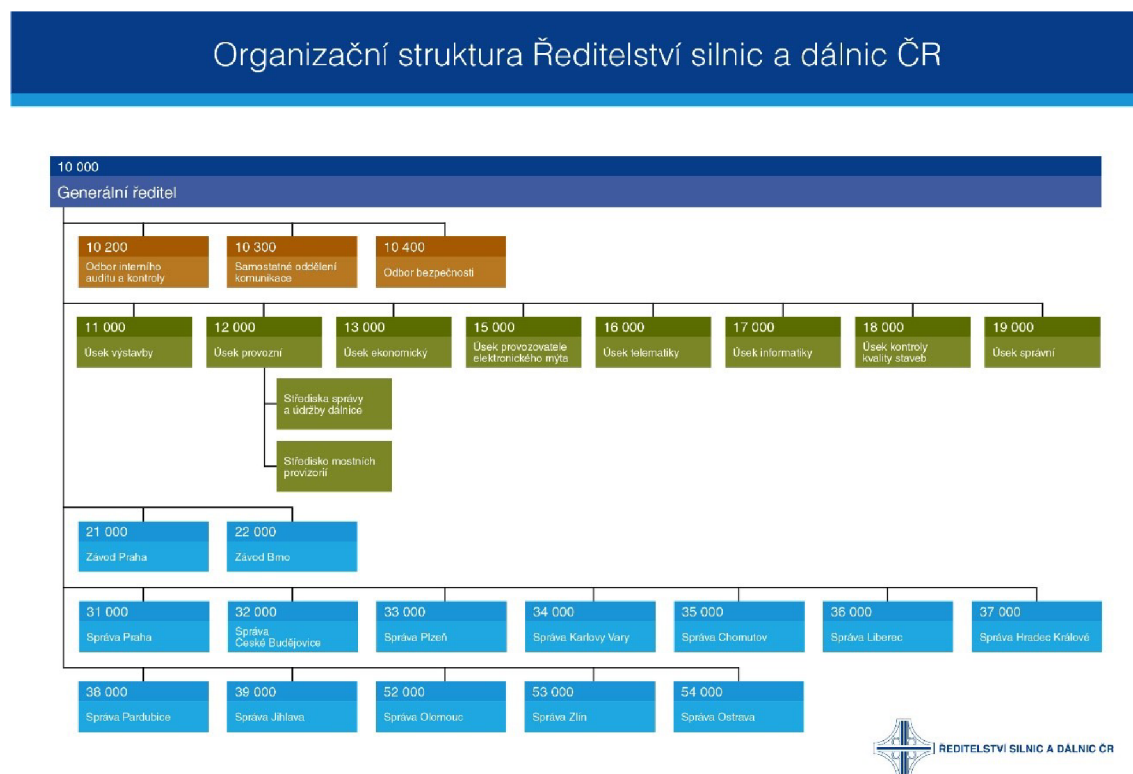 Organizační struktura Ředitelství silnic a dálnic ČR
10 000
Generální ředitel
10 200
Odbor interního
auditu a kontroly
10 300
Samostatné oddělení
komunikace
10 400
Odbor bezpečnosti
11 000
Úsek výstavby
12 000
Úsek provozní
13 000
Úsek ekonomický
15 000
Úsek provozovatele
elektronického mýta
16 000
Úsek telematiky
17 000
Úsek informatiky
18 000
Úsek kontroly
kvality staveb
19 000
Úsek správní
Střediska správy
a údržby dálnice
Středisko mostních
provizorií
21 000
Závod Praha
22 000
Závod Brno
31 000
Správa Praha
32 000
Správa
České Budějovice
33 000
Správa Plzeň
34 000
Správa Karlovy Vary
35 000
Správa Chomutov
36 000
Správa Liberec
37 000
Správa Hradec Králové
38 000
Správa Pardubice
39 000
Správa Jihlava
52 000
Správa Olomouc
53 000
Správa Zlín
54 000
Správa Ostrava
ŘEDITELSTVÍ SILNIC A DÁLNIC ČR